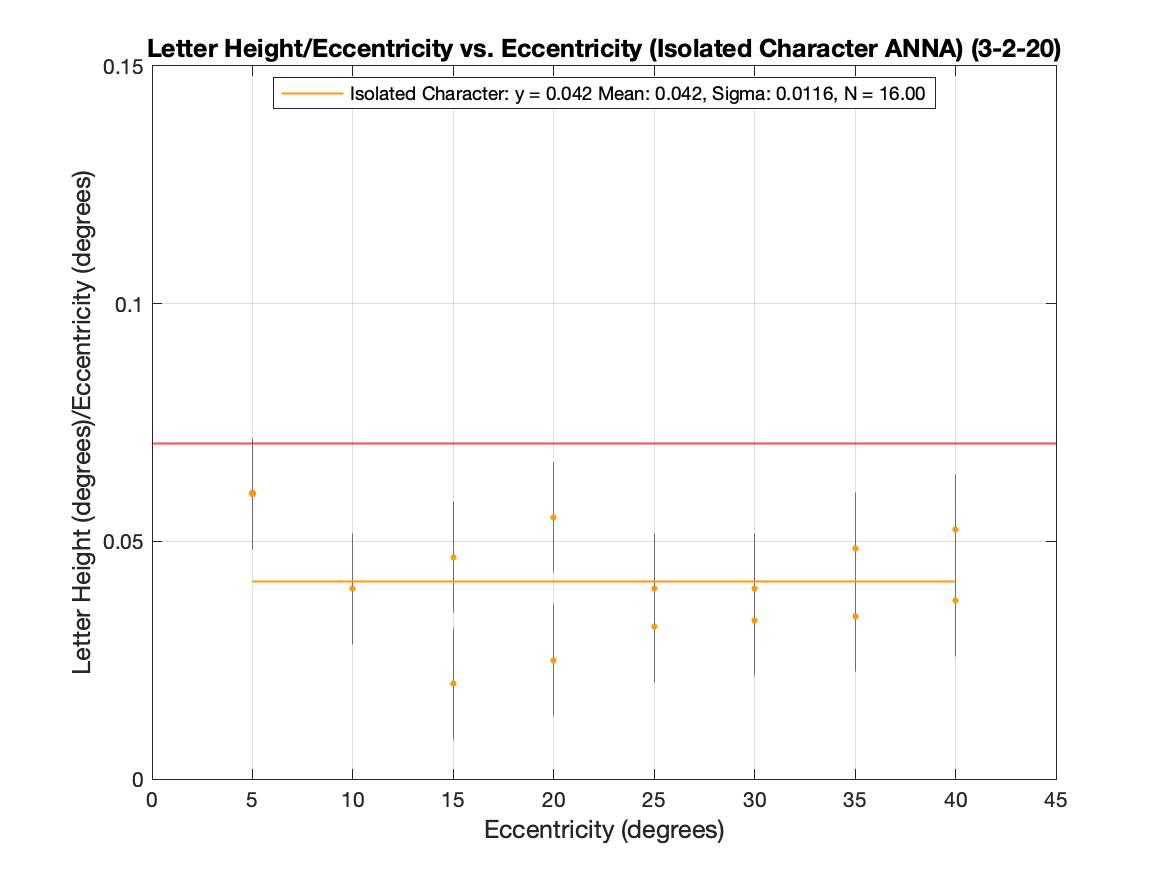 Letter Height/Eccentricity vs. Eccentricity (Isolated Character ANNA) (3-2-20)
Isolated Character: y = 0.042 Mean: 0.042, Sigma: 0.0116, N = 16.00
Letter Height (degrees)/Eccentricity (degrees)
0.15
0.1
0.05
0
0 5 10 15 20 25 30 35 40 45
Eccentricity (degrees)